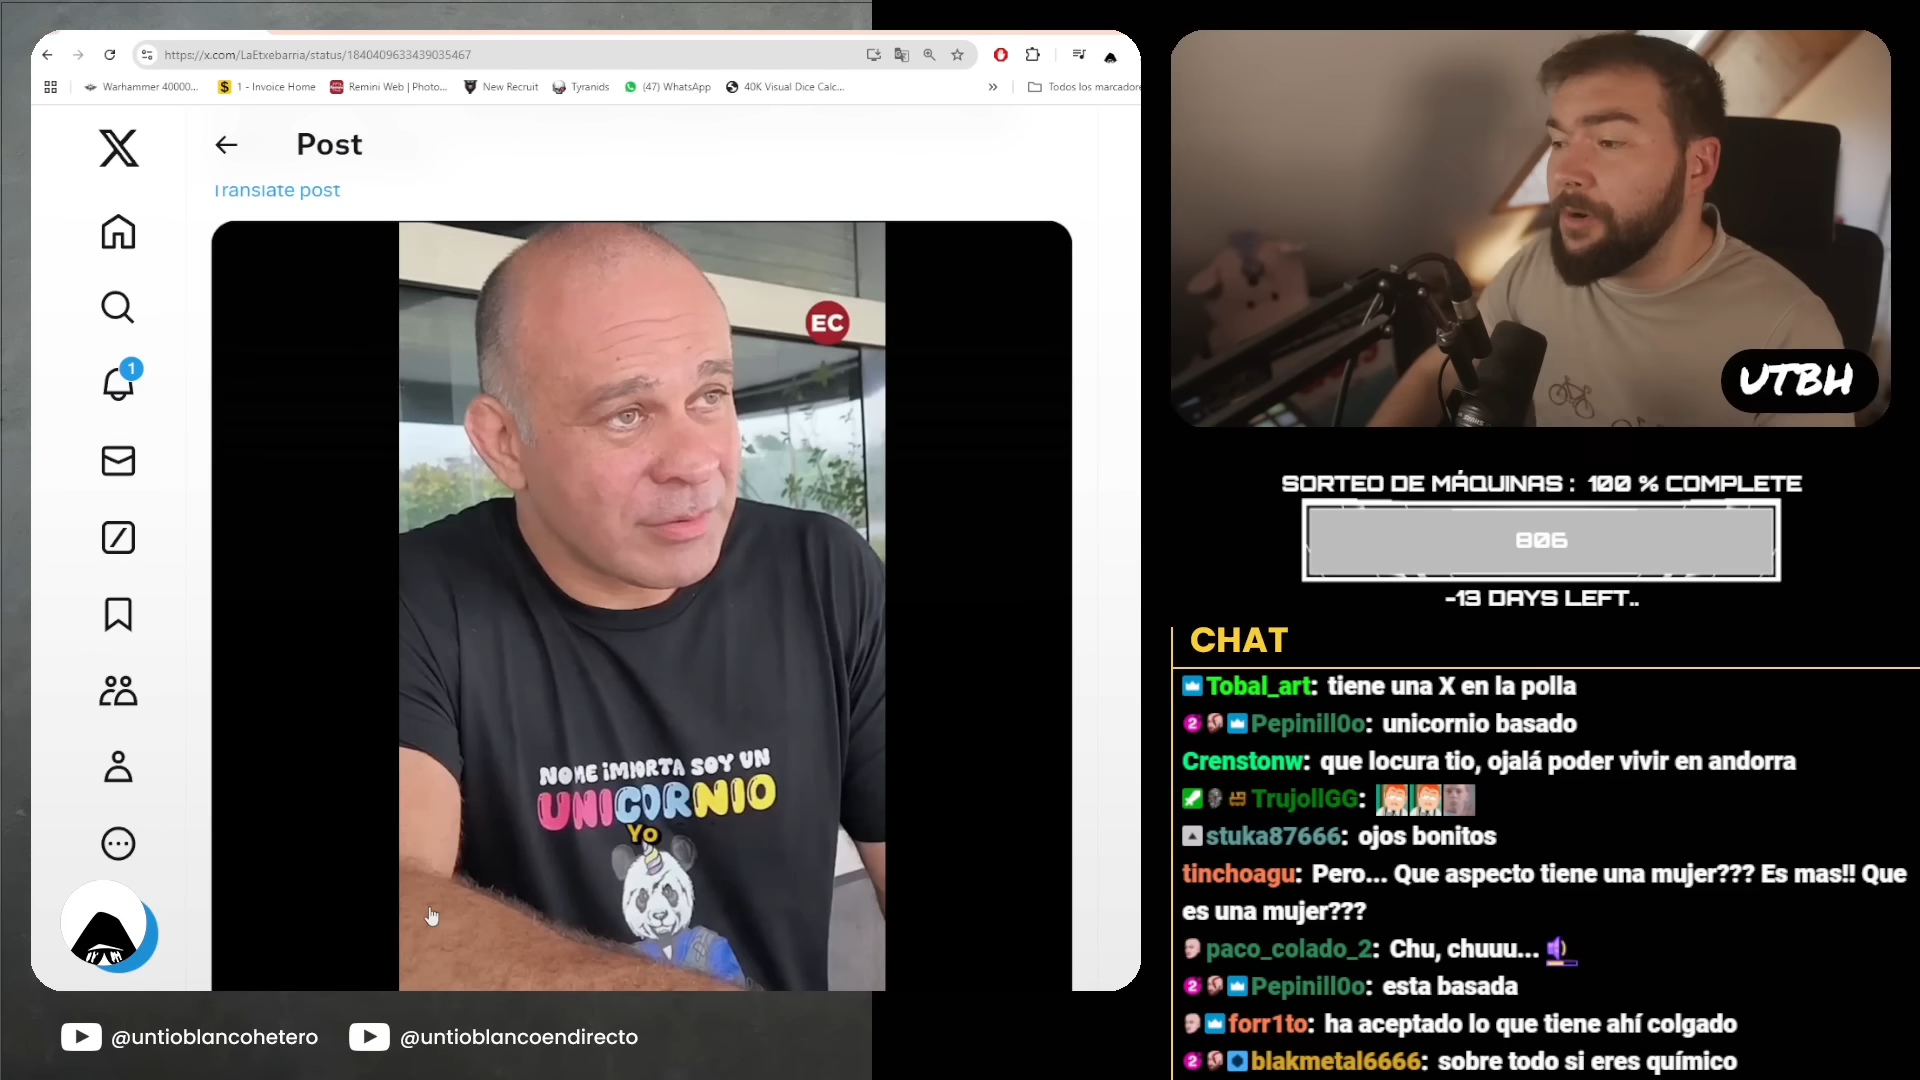 https://x.com/LaEtxebarria/status/1840409633439035467
Warhammer 40000...
1 - Invoice Home
Remini Web | Photo...
New Recruit
Tyranids
(47) WhatsApp
40K Visual Dice Calc...
Todos los marcadore
Post
Translate post
1
EC
NO ME IMPORTA SOY UN
UNICORNIO
Yo
@untioblancohetero
@untioblancoendirecto
UTBH
SORTEO DE MÁQUINAS : 100 % COMPLETE
806
-13 DAYS LEFT..
CHAT
Tobal_art: tiene una X en la polla
2 Pepinill0o: unicornio basado
Crenstonw: que locura tio, ojalá poder vivir en andorra
TrujollGG:
stuka87666: ojos bonitos
tinchoagu: Pero... Que aspecto tiene una mujer??? Es mas!! Que
es una mujer???
paco_colado_2: Chu, chuuu...
2 Pepinill0o: esta basada
forr1to: ha aceptado lo que tiene ahí colgado
2 blakmetal6666: sobre todo si eres químico